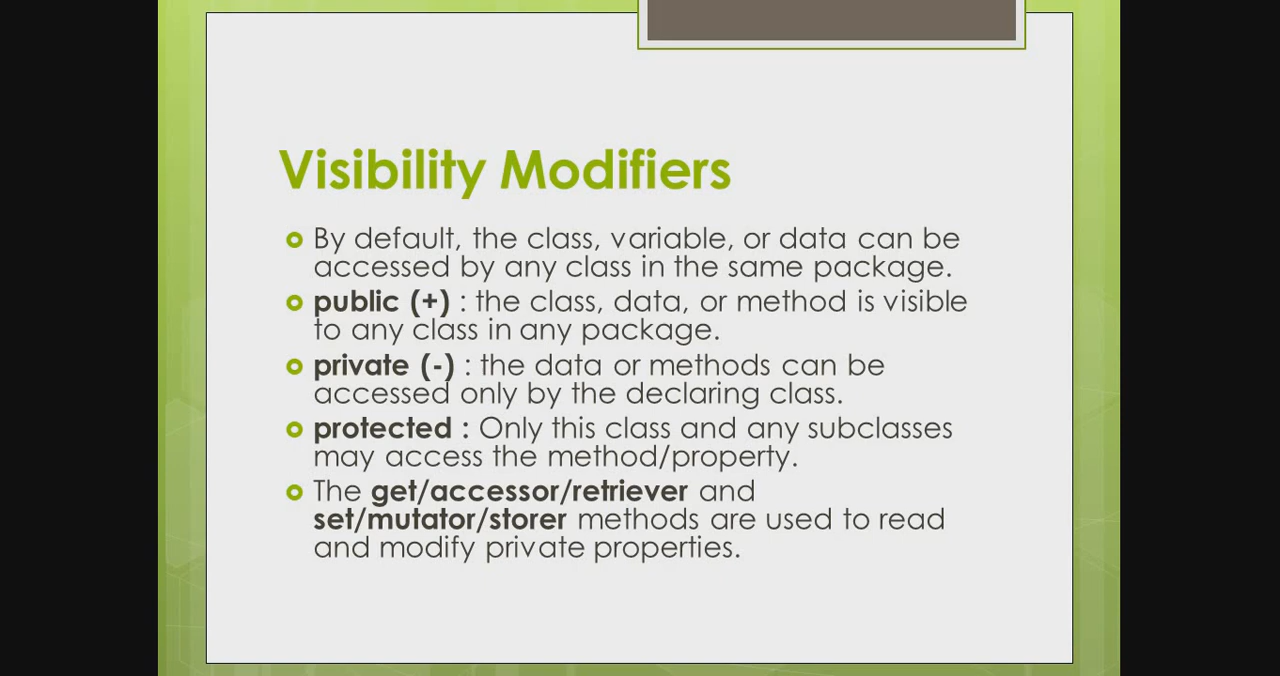 Visibility Modifiers
By default, the class, variable, or data can be
accessed by any class in the same package.
public (+) : the class, data, or method is visible
to any class in any package.
private (-) : the data or methods can be
accessed only by the declaring class.
protected : Only this class and any subclasses
may access the method/property.
The get/accessor/retriever and
set/mutator/storer methods are used to read
and modify private properties.